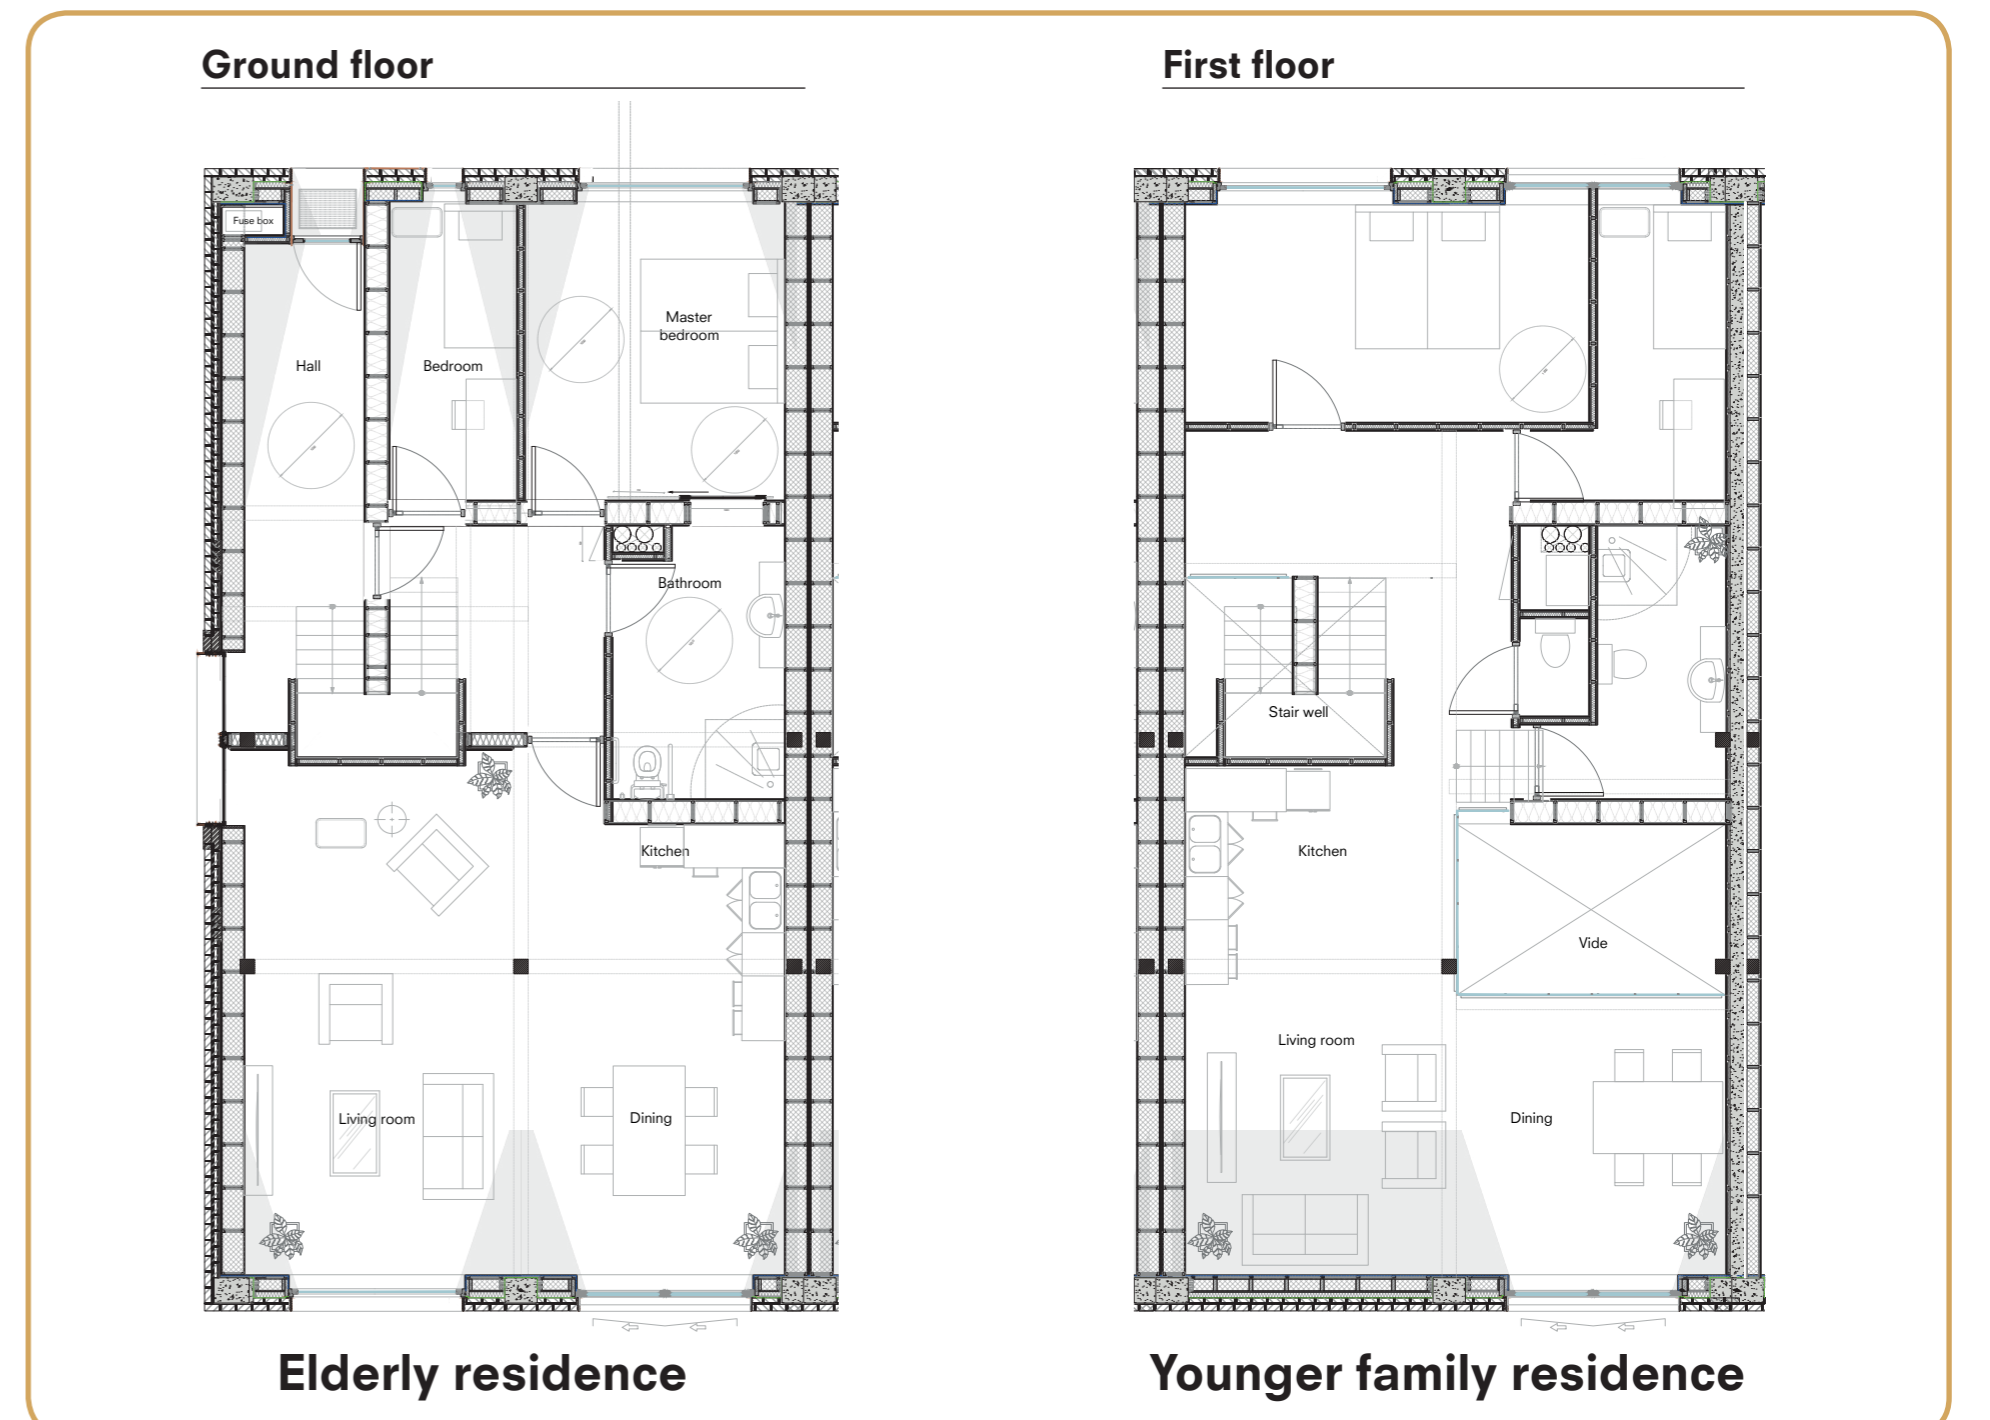 Ground floor
First floor
Fuse box
Master
bedroom
Hall
Bedroom
Bathroom
Stair well
Kitchen
Kitchen
Vide
Living room
Living room
Dining
Dining
Elderly residence
Younger family residence